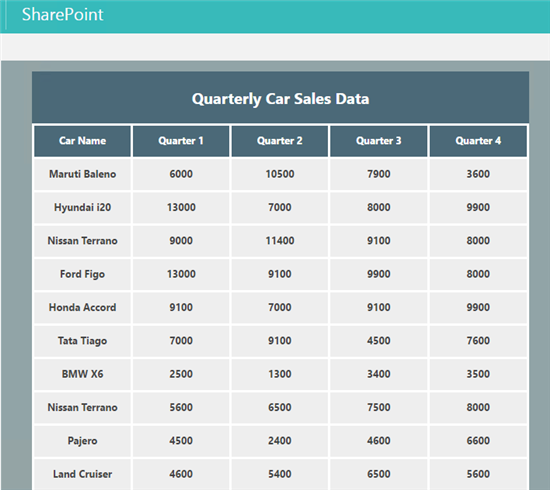 SharePoint
Quarterly Car Sales Data
Car Name Quarter 1 Quarter 2 Quarter 3 Quarter 4
Maruti Baleno 6000 10500 7900 3600
Hyundai i20 13000 7000 8000 9900
Nissan Terrano 9000 11400 9100 8000
Ford Figo 13000 9100 9900 8000
Honda Accord 9100 7000 9100 9900
Tata Tiago 7000 9100 4500 7600
BMW X6 2500 1300 3400 3500
Nissan Terrano 5600 6500 7500 8000
Pajero 4500 2400 4600 6600
Land Cruiser 4600 5400 6500 5600